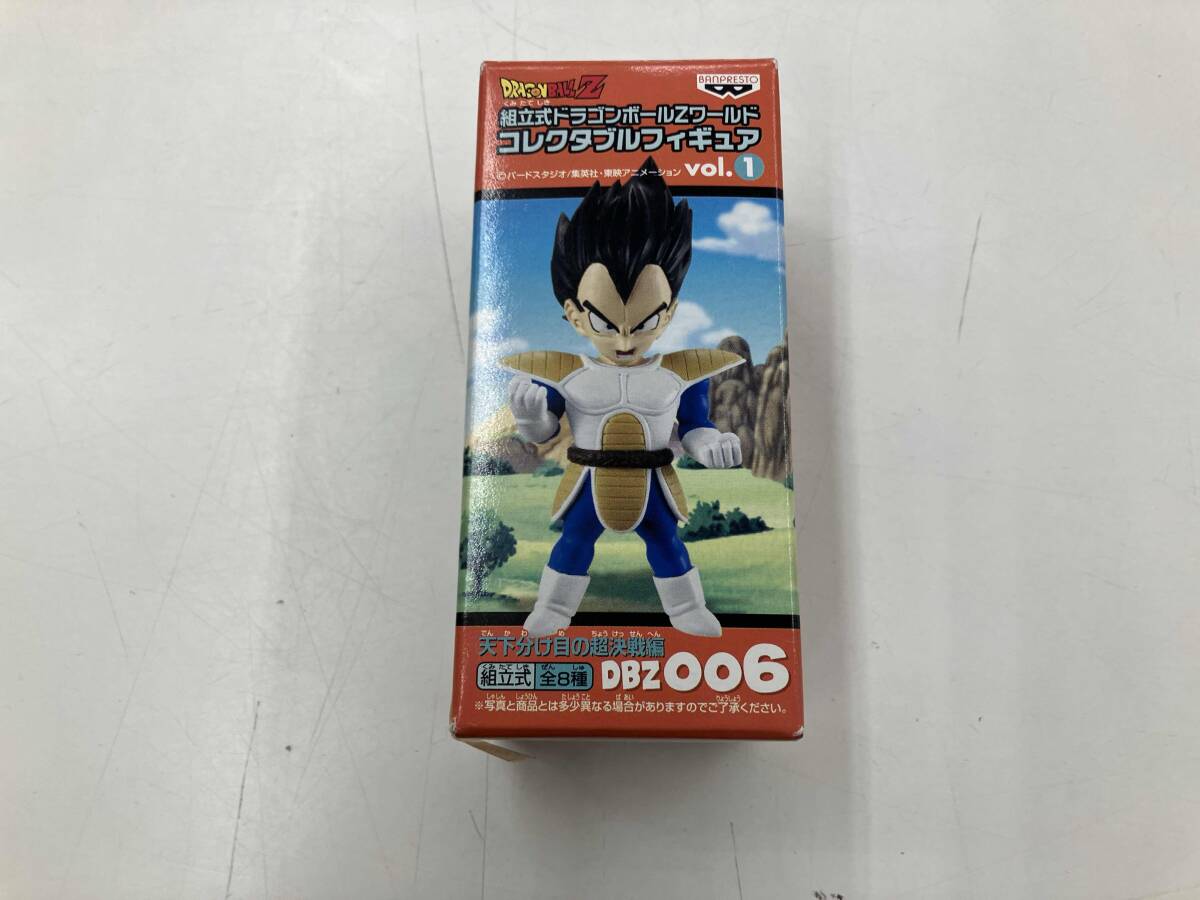 DRAGON BALL Z
BANPRESTO
くみ たて しき
組立式ドラゴンボールZワールド
コレクタブルフィギュア
©バードスタジオ/集英社・東映アニメーション vol.1
てん か わ め ちょう けっ せん へん
天下分け目の超決戦編
くみ たて しき ぜん しゅ
組立式 全8種 DBZ006
しゃしん しょうひん たしょうこと ば あい りょうしょう
※写真と商品とは多少異なる場合がありますのでご了承ください。